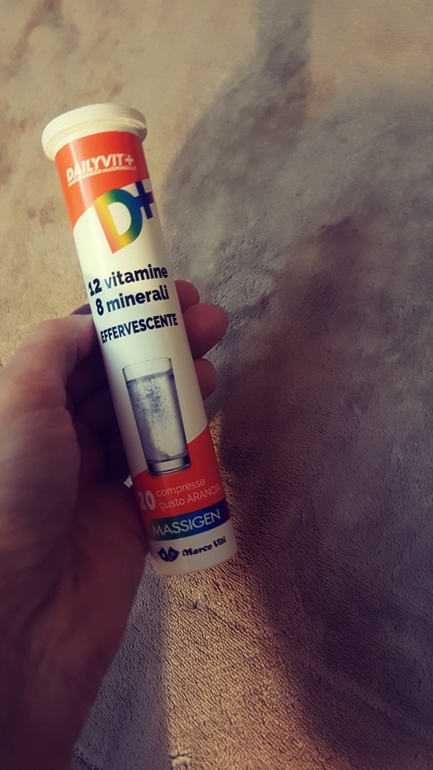 DAILYVIT+
D+
12 vitamine
8 minerali
EFFERVESCENTE
20 compresse
gusto ARANCIA
MASSIGEN
Marco Viti